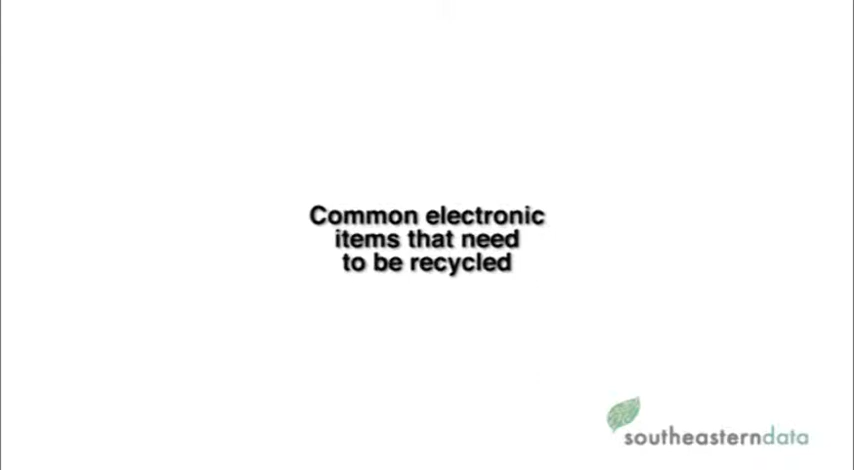 Common electronic
items that need
to be recycled
southeasterndata